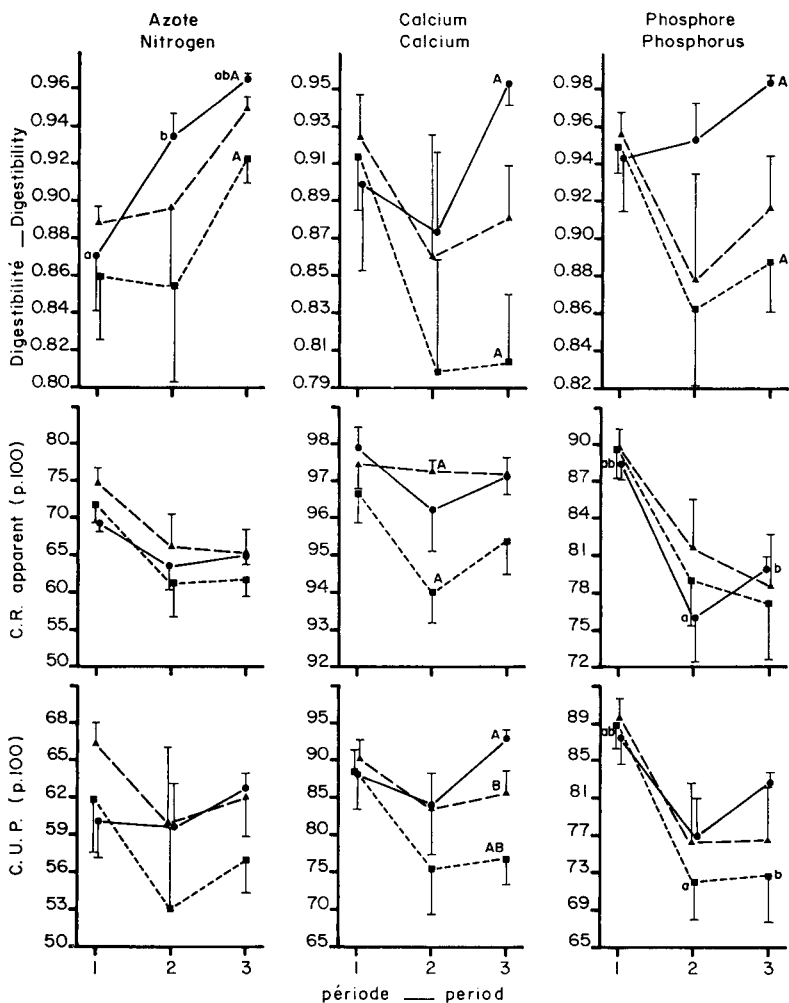 Azote
Nitrogen
Calcium
Calcium
Phosphore
Phosphorus
Digestibilité __ Digestibility
0.96
0.94
0.92
0.90
0.88
0.86
0.84
0.82
0.80
a
b
abA
A
0.95
0.93
0.91
0.89
0.87
0.85
0.83
0.81
0.79
A
A
0.98
0.96
0.94
0.92
0.90
0.88
0.86
0.84
0.82
A
A
C.R. apparent (p.100)
80
75
70
65
60
55
50
98
97
96
95
94
93
92
A
A
90
87
84
81
78
75
72
ab
a
b
C.U.P. (p.100)
68
65
62
59
56
53
50
95
90
85
80
75
70
65
A
B
AB
89
85
81
77
73
69
65
ab
a
b
1 2 3
1 2 3
1 2 3
période __ period